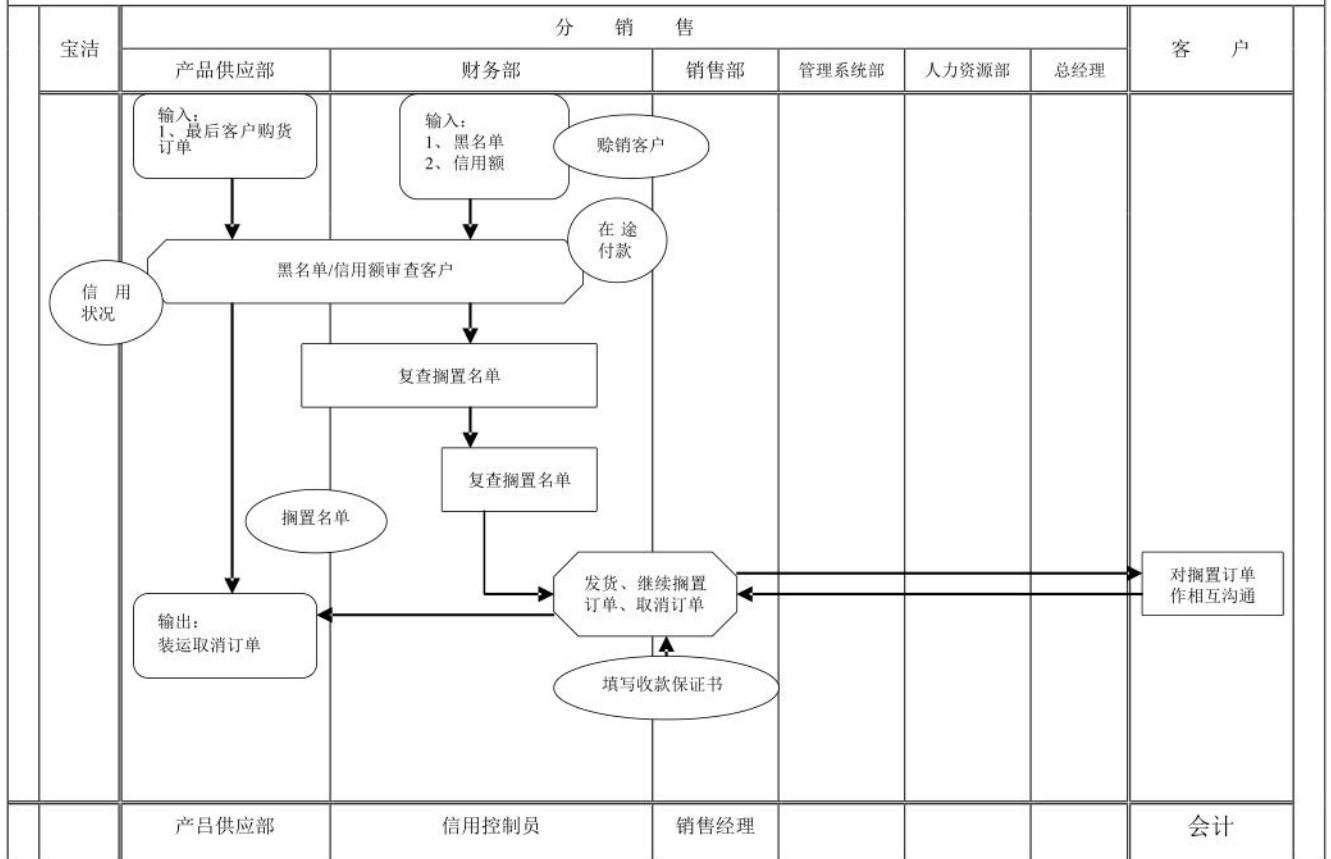 分 销 售
宝洁
客 户
产品供应部
财务部
销售部
管理系统部
人力资源部
总经理
输入:
1、最后客户购货
订单
输入:
1、黑名单
2、信用额
赊销客户
在 途
付款
黑名单/信用额审查客户
信 用
状况
复查搁置名单
复查搁置名单
搁置名单
发货、继续搁置
订单、取消订单
对搁置订单
作相互沟通
输出:
装运取消订单
填写收款保证书
产吕供应部
信用控制员
销售经理
会计